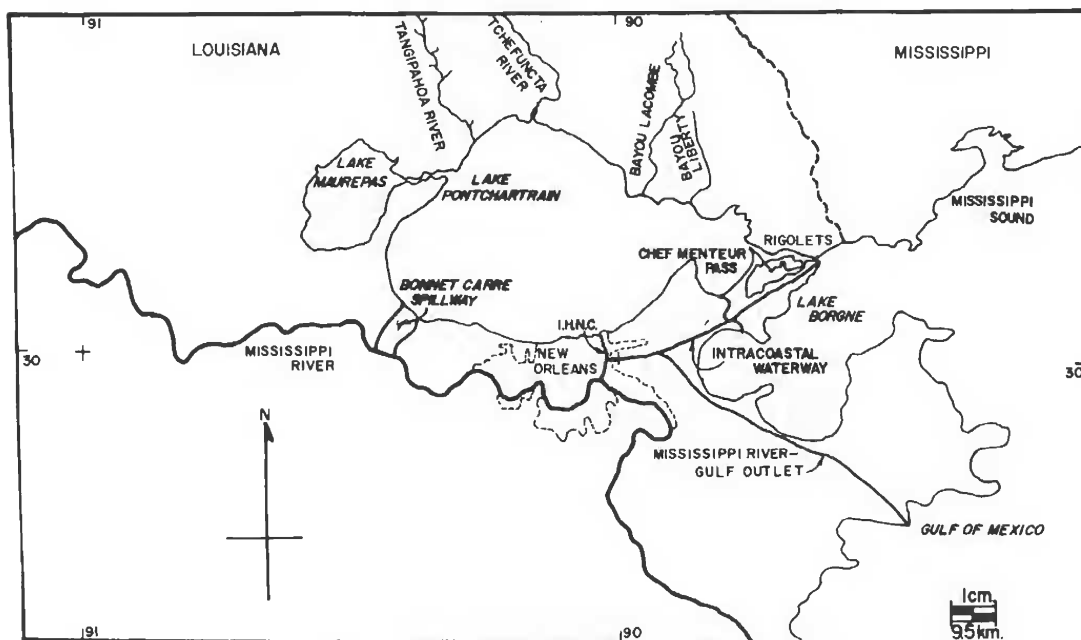 91
90
LOUISIANA
MISSISSIPPI
TANGIPAHOA RIVER
TCHEFUNCTA
RIVER
BAYOU LACOMBE
BAYOU
LIBERTY
LAKE
MAUREPAS
LAKE
PONTCHARTRAIN
MISSISSIPPI
SOUND
RIGOLETS
CHEF MENTEUR
PASS
BONNET CARRE
SPILLWAY
LAKE
BORGNE
I.H.N.C.
30
MISSISSIPPI
RIVER
NEW
ORLEANS
INTRACOASTAL
WATERWAY
30
N
MISSISSIPPI RIVER-
GULF OUTLET
GULF OF MEXICO
1cm.
9.5km.
91
90